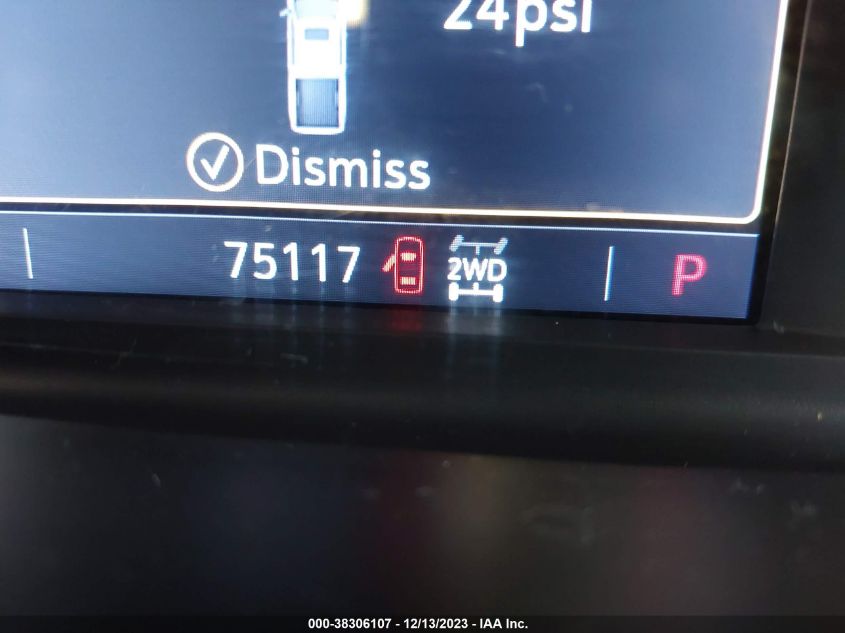 24psi
Dismiss
75117 2WD P
000-38306107 - 12/13/2023 - IAA Inc.